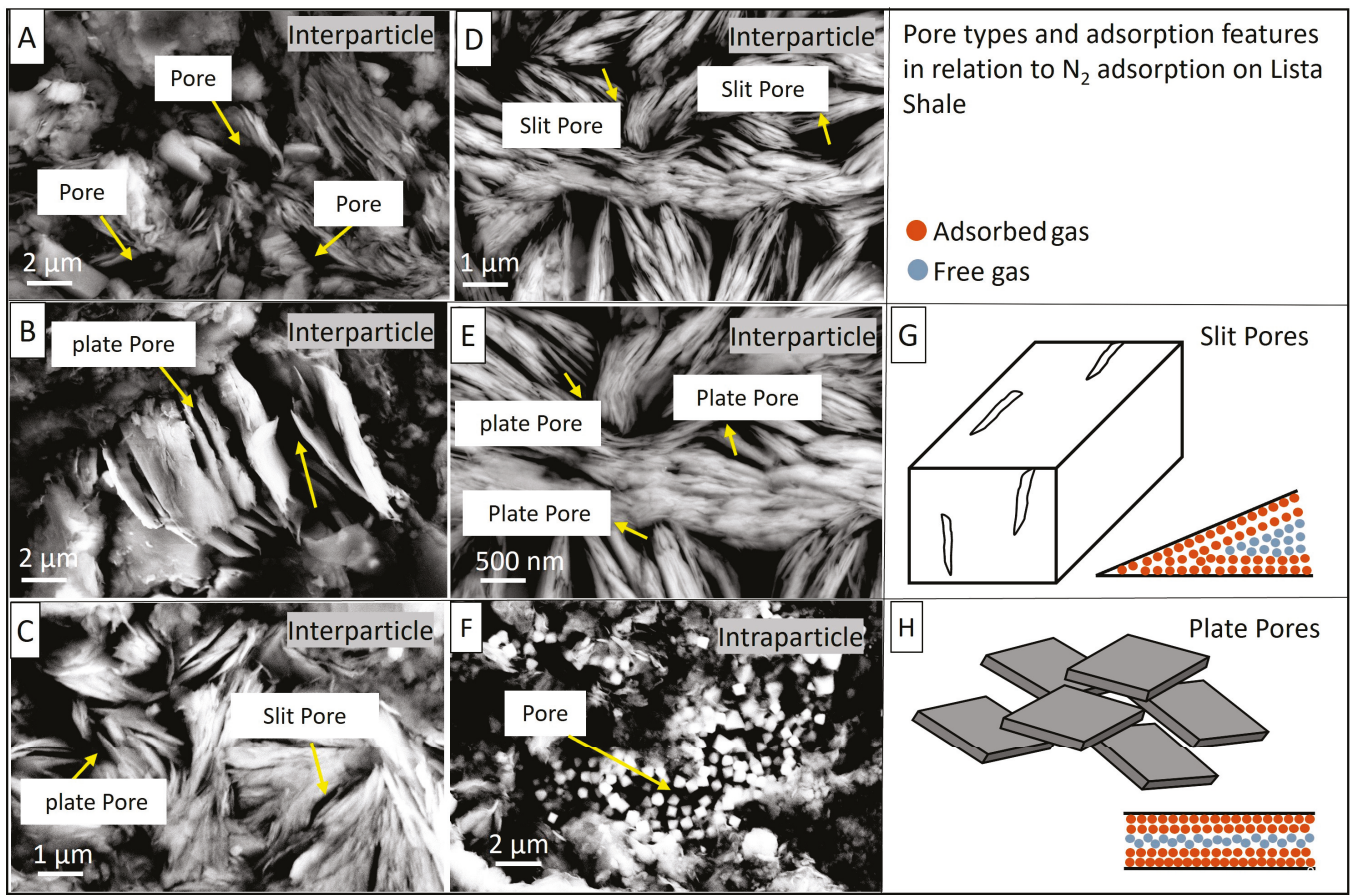 A
Interparticle
Pore
Pore
Pore
2 μm
B
Interparticle
plate Pore
2 μm
C
Interparticle
Slit Pore
plate Pore
1 μm
D
Interparticle
Slit Pore
Slit Pore
1 μm
E
Interparticle
plate Pore
Plate Pore
Plate Pore
500 nm
F
Intraparticle
Pore
2 μm
Pore types and adsorption features
in relation to N₂ adsorption on Lista
Shale
Adsorbed gas
Free gas
G
Slit Pores
H
Plate Pores